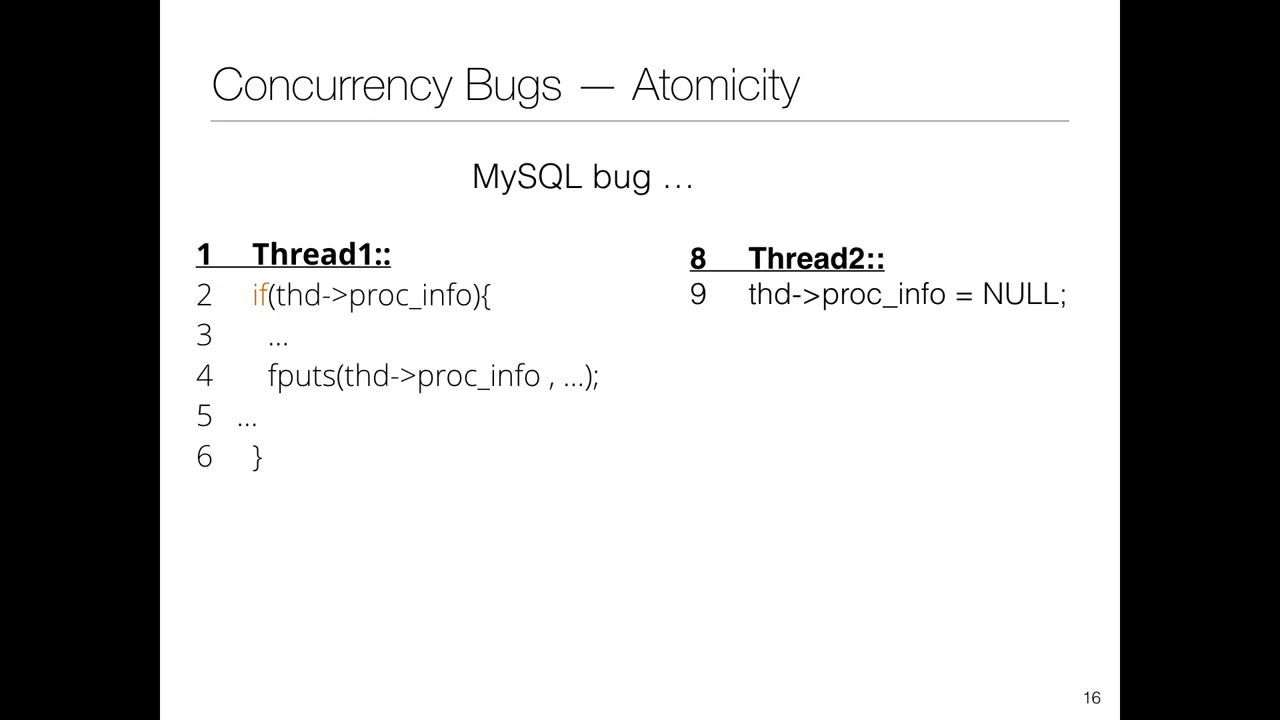 Concurrency Bugs — Atomicity
MySQL bug …
1 Thread1::
2 if(thd->proc_info){
3 ...
4 fputs(thd->proc_info , ...);
5 ...
6 }
8 Thread2::
9 thd->proc_info = NULL;
16